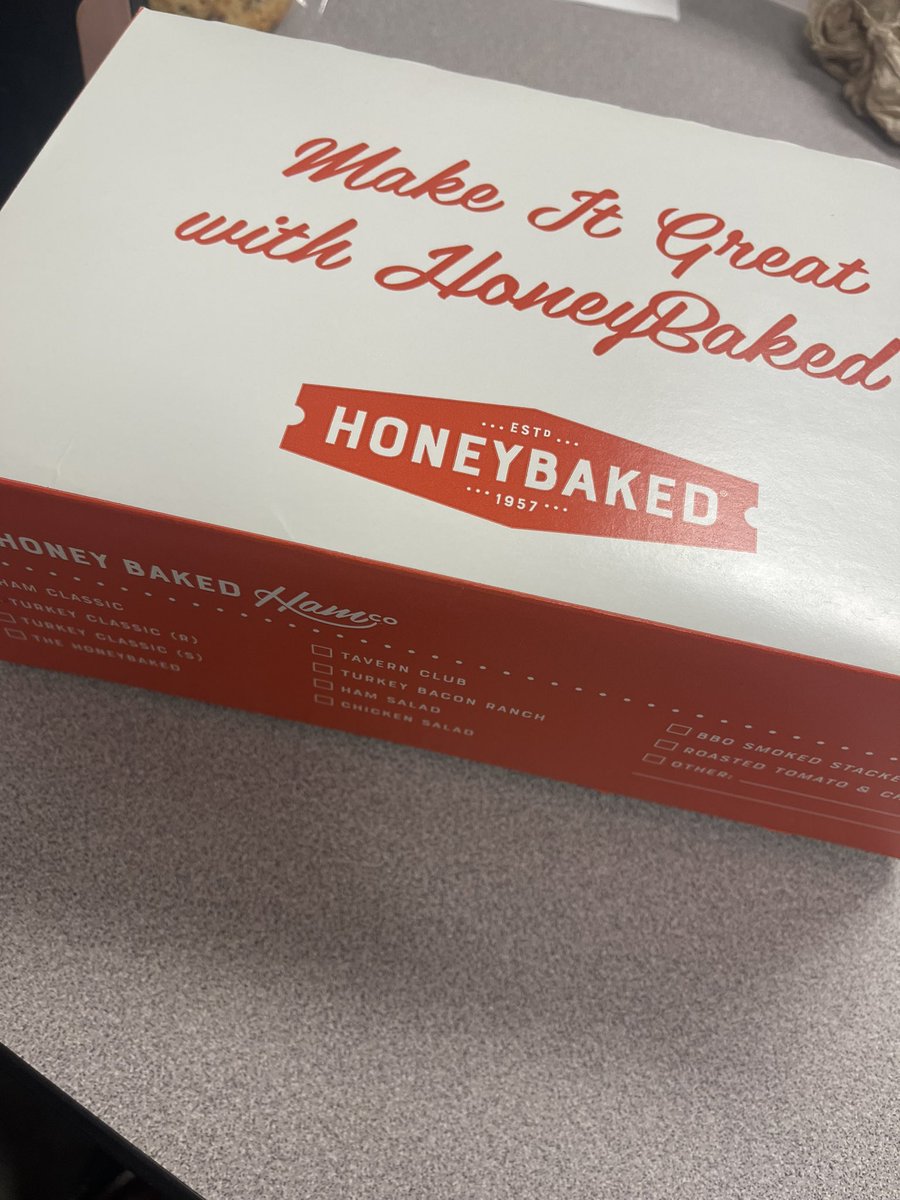 Make It Great
with HoneyBaked
... ESTD ...
HONEYBAKED®
... 1957 ...
HONEY BAKED Ham CO
HAM CLASSIC
TURKEY CLASSIC (R)
TURKEY CLASSIC (S)
THE HONEYBAKED
TAVERN CLUB
TURKEY BACON RANCH
HAM SALAD
CHICKEN SALAD
BBQ SMOKED
ROASTED TOMATO &
OTHER: